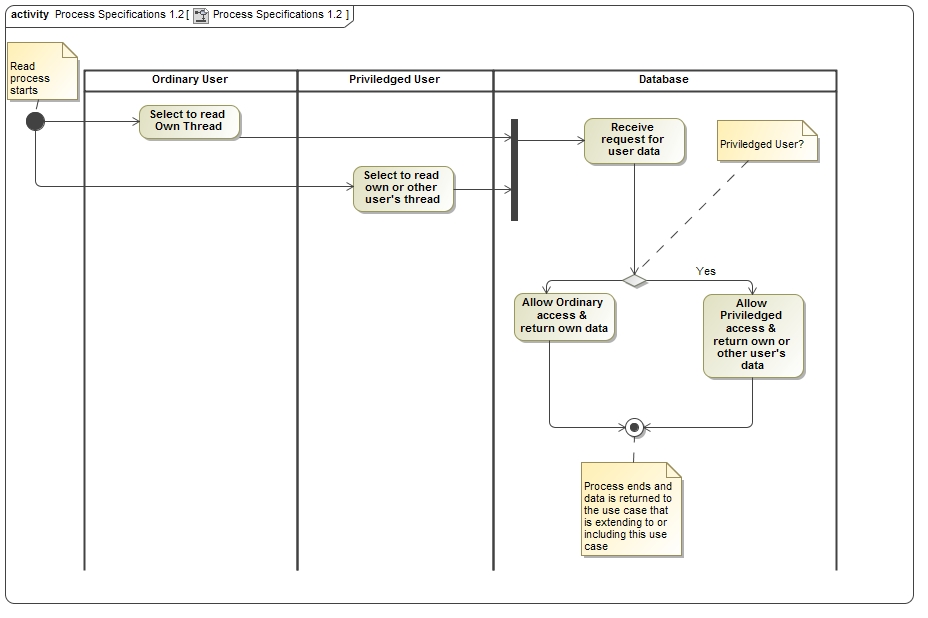 activity Process Specifications 1.2 [ Process Specifications 1.2 ]
Read
process
starts
Ordinary User
Priviledged User
Database
Select to read
Own Thread
Receive
request for
user data
Priviledged User?
Select to read
own or other
user's thread
Yes
Allow Ordinary
access &
return own data
Allow
Priviledged
access &
return own or
other user's
data
Process ends and
data is returned to
the use case that
is extending to or
including this use
case